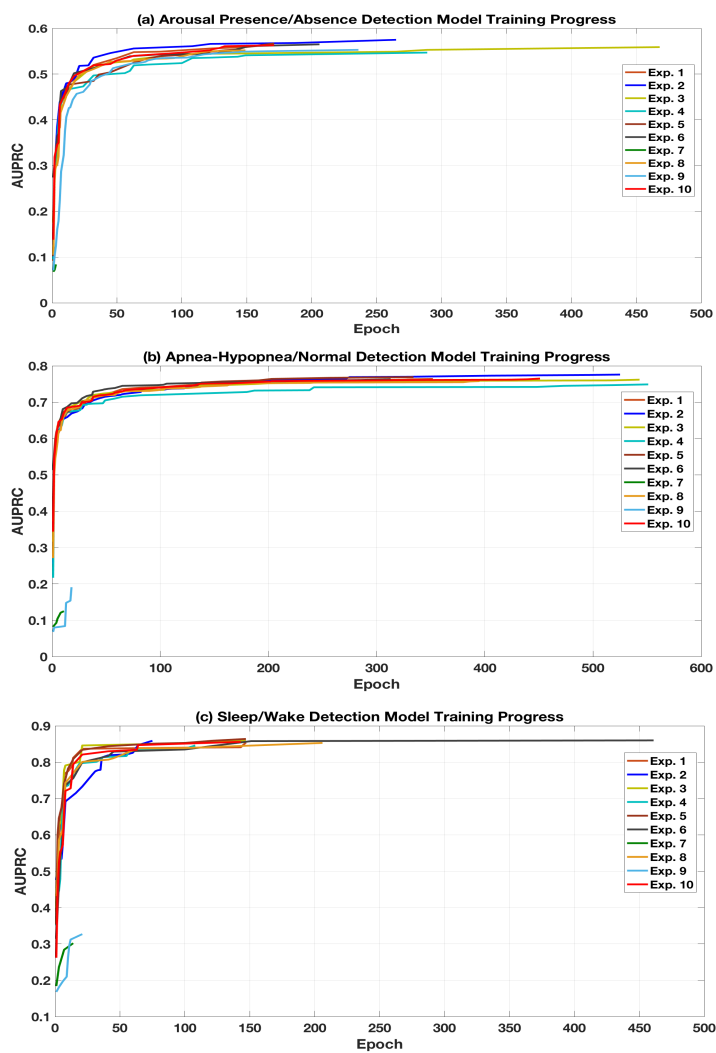 (a) Arousal Presence/Absence Detection Model Training Progress
0.6
0.5
0.4
0.3
0.2
0.1
0
AUPRC
Exp. 1
Exp. 2
Exp. 3
Exp. 4
Exp. 5
Exp. 6
Exp. 7
Exp. 8
Exp. 9
Exp. 10
0 50 100 150 200 250 300 350 400 450 500
Epoch
(b) Apnea-Hypopnea/Normal Detection Model Training Progress
0.8
0.7
0.6
0.5
0.4
0.3
0.2
0.1
0
AUPRC
Exp. 1
Exp. 2
Exp. 3
Exp. 4
Exp. 5
Exp. 6
Exp. 7
Exp. 8
Exp. 9
Exp. 10
0 100 200 300 400 500 600
Epoch
(c) Sleep/Wake Detection Model Training Progress
0.9
0.8
0.7
0.6
0.5
0.4
0.3
0.2
0.1
AUPRC
Exp. 1
Exp. 2
Exp. 3
Exp. 4
Exp. 5
Exp. 6
Exp. 7
Exp. 8
Exp. 9
Exp. 10
0 50 100 150 200 250 300 350 400 450 500
Epoch